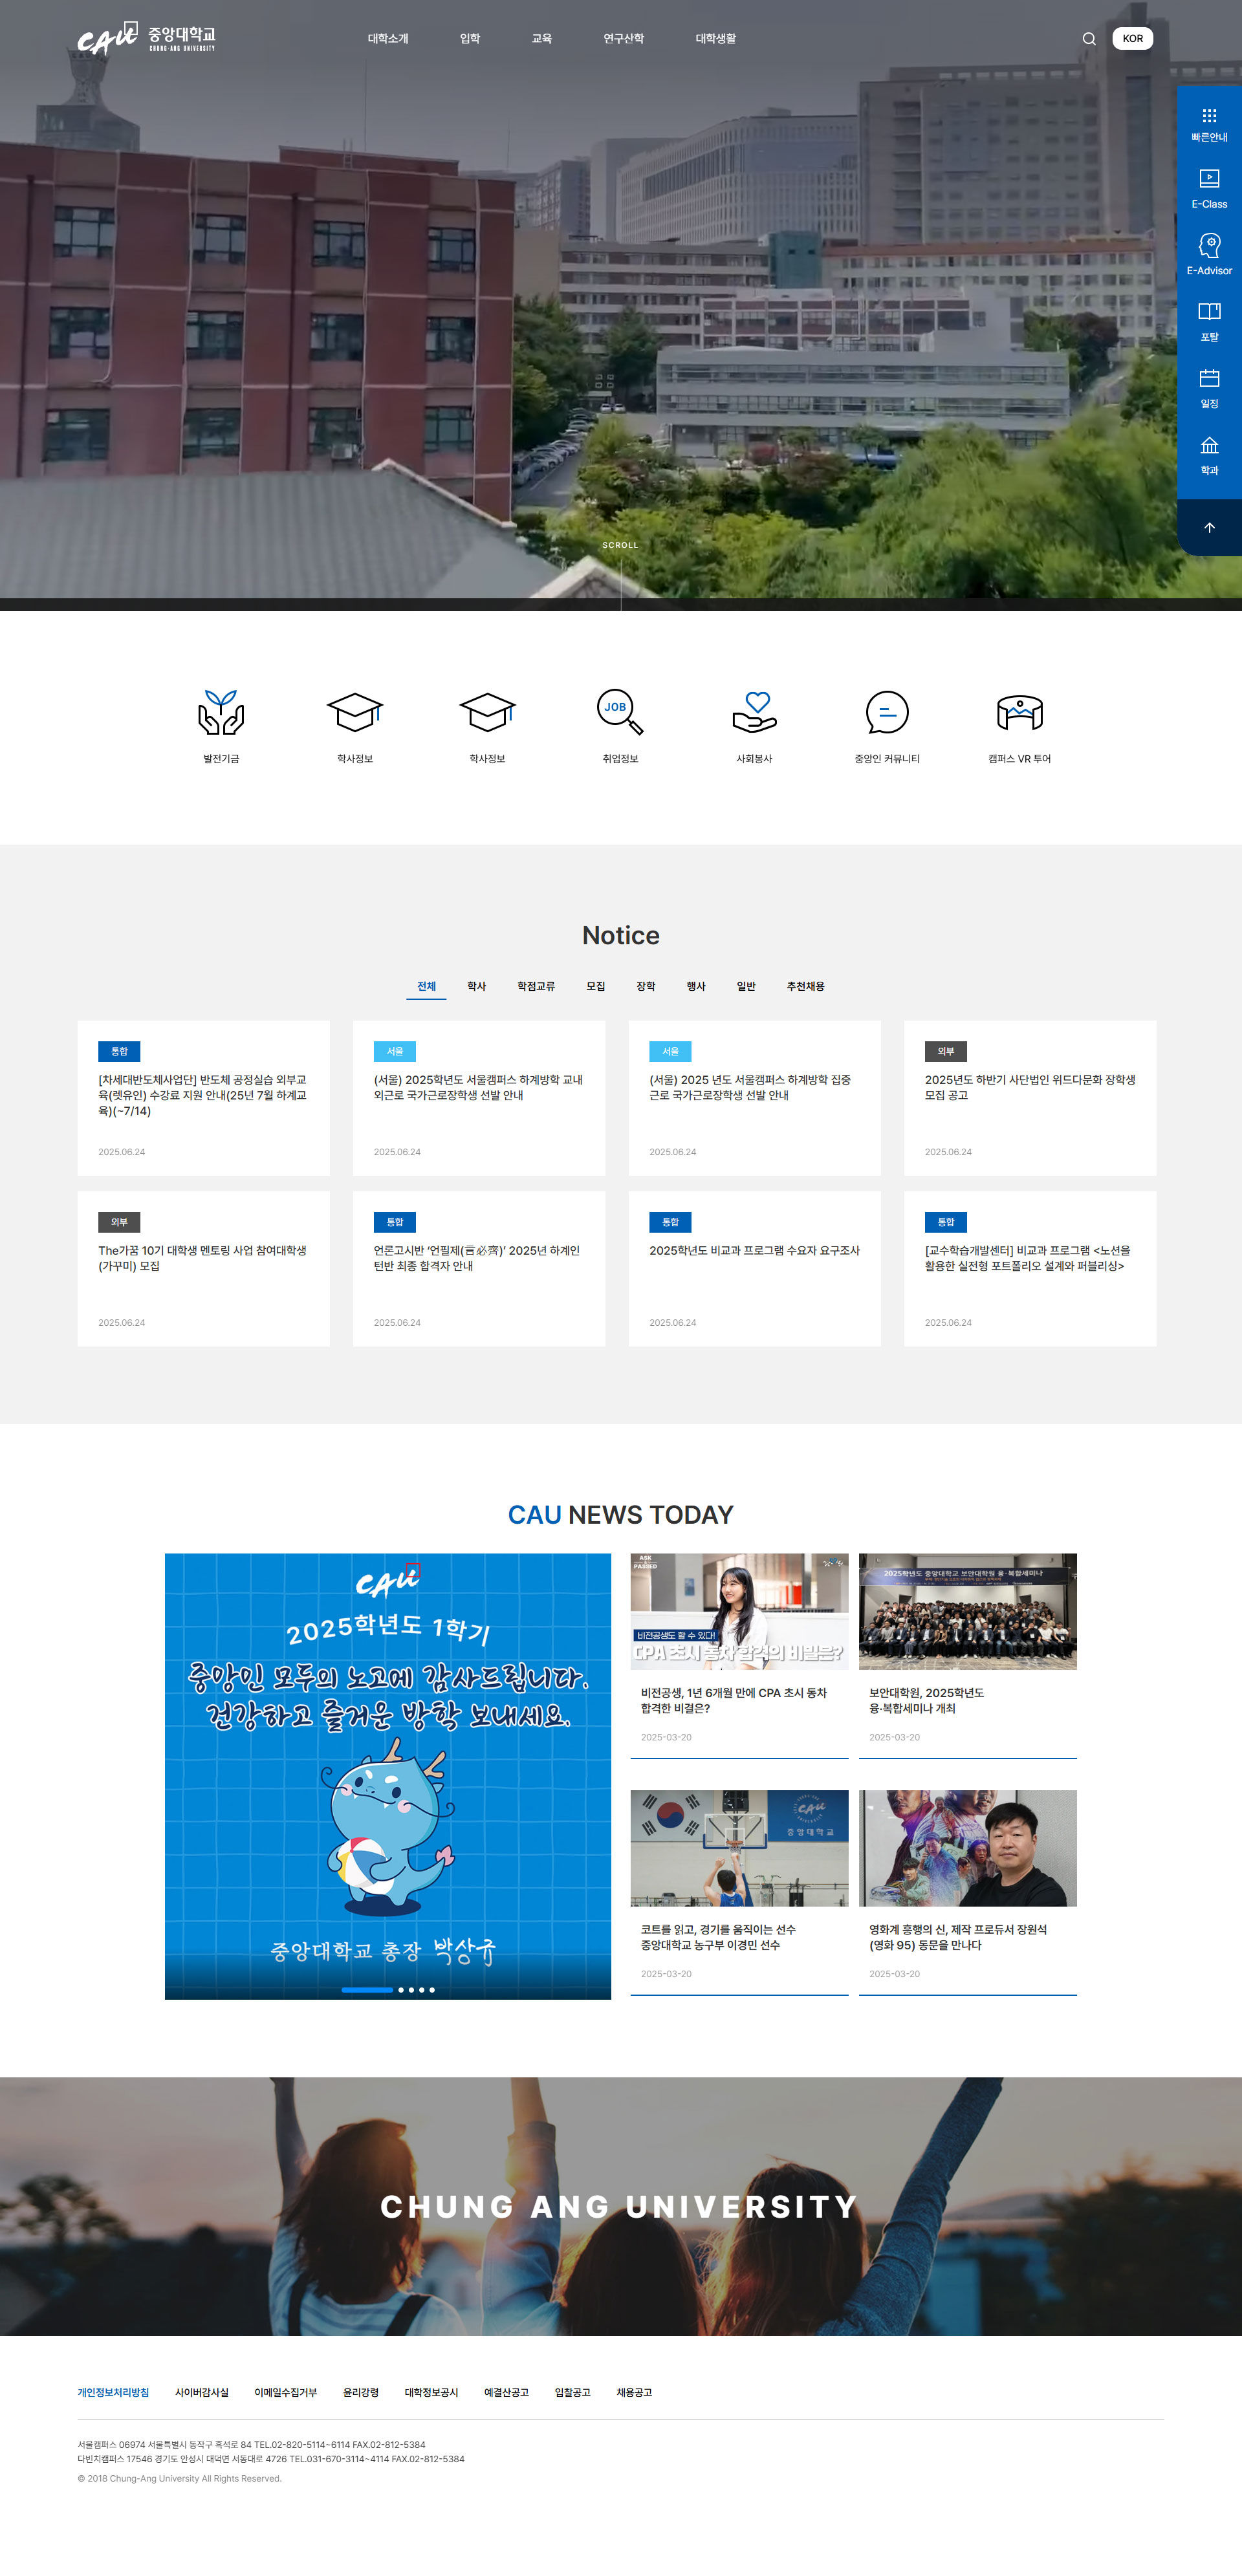 CAU 중앙대학교
CHUNG-ANG UNIVERSITY
대학소개 입학 교육 연구산학 대학생활
KOR
빠른안내
E-Class
E-Advisor
포탈
일정
학과
SCROLL
JOB
발전기금 학사정보 학사정보 취업정보 사회봉사 중앙인 커뮤니티 캠퍼스 VR 투어
Notice
전체 학사 학점교류 모집 장학 행사 일반 추천채용
통합
[차세대반도체사업단] 반도체 공정실습 외부교
육(렛유인) 수강료 지원 안내(25년 7월 하계교
육)(~7/14)
2025.06.24
서울
(서울) 2025학년도 서울캠퍼스 하계방학 교내
외근로 국가근로장학생 선발 안내
2025.06.24
서울
(서울) 2025 년도 서울캠퍼스 하계방학 집중
근로 국가근로장학생 선발 안내
2025.06.24
외부
2025년도 하반기 사단법인 위드다문화 장학생
모집 공고
2025.06.24
외부
The가꿈 10기 대학생 멘토링 사업 참여대학생
(가꾸미) 모집
2025.06.24
통합
언론고시반 ‘언필제(言必齊)’ 2025년 하계인
턴반 최종 합격자 안내
2025.06.24
통합
2025학년도 비교과 프로그램 수요자 요구조사
2025.06.24
통합
[교수학습개발센터] 비교과 프로그램 <노션을
활용한 실전형 포트폴리오 설계와 퍼블리싱>
2025.06.24
CAU NEWS TODAY
CAU
2025학년도 1학기
중앙인 모두의 노고에 감사드립니다.
건강하고 즐거운 방학 보내세요.
중앙대학교 총장 박상규
ASK
PASSED
비전공생도 할 수 있다!
CPA 초시 동차 합격의 비밀은?
비전공생, 1년 6개월 만에 CPA 초시 동차
합격한 비결은?
2025-03-20
2025학년도 중앙대학교 보안대학원 융·복합세미나
보안대학원, 2025학년도
융·복합세미나 개최
2025-03-20
CAU
UNIVERSITY
중앙대학교
코트를 읽고, 경기를 움직이는 선수
중앙대학교 농구부 이경민 선수
2025-03-20
영화계 흥행의 신, 제작 프로듀서 장원석
(영화 95) 동문을 만나다
2025-03-20
CHUNG ANG UNIVERSITY
개인정보처리방침 사이버감사실 이메일수집거부 윤리강령 대학정보공시 예결산공고 입찰공고 채용공고
서울캠퍼스 06974 서울특별시 동작구 흑석로 84 TEL.02-820-5114~6114 FAX.02-812-5384
다빈치캠퍼스 17546 경기도 안성시 대덕면 서동대로 4726 TEL.031-670-3114~4114 FAX.02-812-5384
© 2018 Chung-Ang University All Rights Reserved.